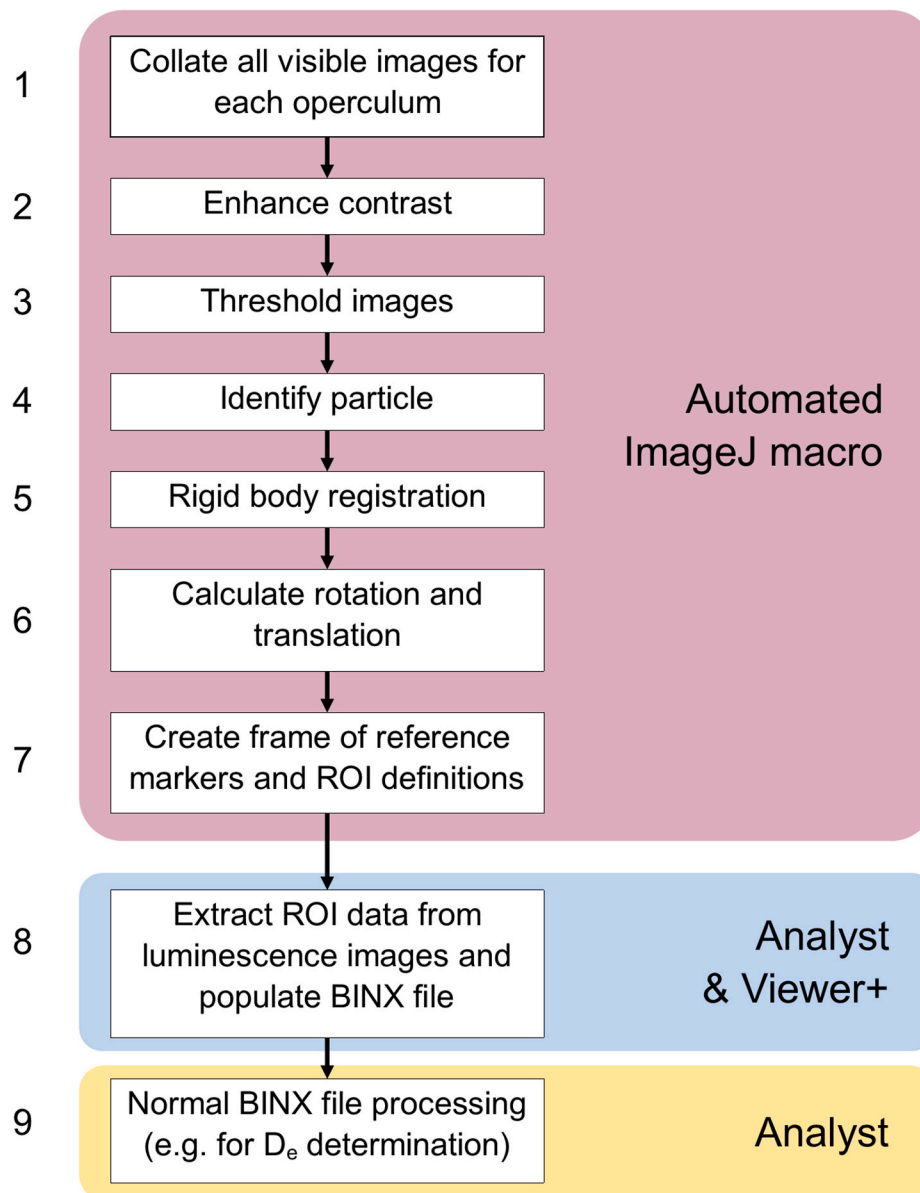 1
Collate all visible images for
each operculum
2
Enhance contrast
3
Threshold images
4
Identify particle
Automated
ImageJ macro
5
Rigid body registration
6
Calculate rotation and
translation
7
Create frame of reference
markers and ROI definitions
8
Extract ROI data from
luminescence images and
populate BINX file
Analyst
& Viewer+
9
Normal BINX file processing
(e.g. for Dₑ determination)
Analyst